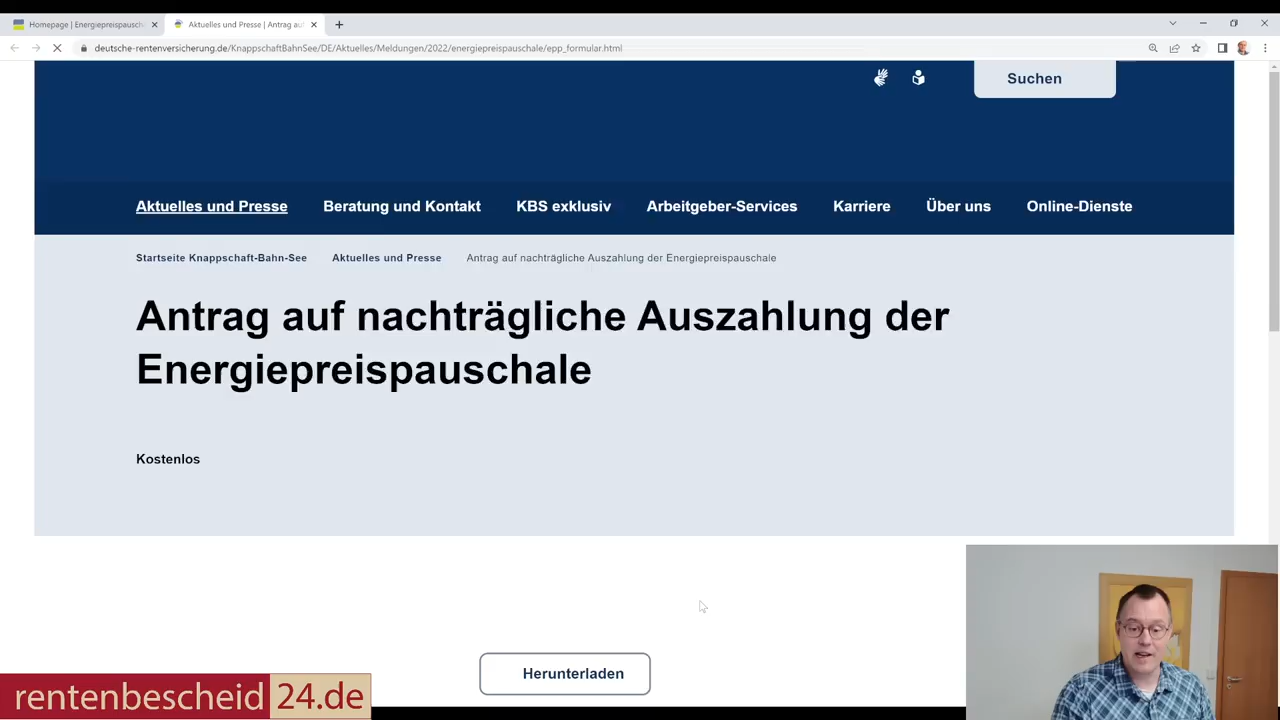 Homepage | Energiepreispausch
Aktuelles und Presse | Antrag au
deutsche-rentenversicherung.de/KnappschaftBahnSee/DE/Aktuelles/Meldungen/2022/energiepreispauschale/epp_formular.html
Suchen
Aktuelles und Presse Beratung und Kontakt KBS exklusiv Arbeitgeber-Services Karriere Über uns Online-Dienste
Startseite Knappschaft-Bahn-See Aktuelles und Presse Antrag auf nachträgliche Auszahlung der Energiepreispauschale
Antrag auf nachträgliche Auszahlung der
Energiepreispauschale
Kostenlos
Herunterladen
rentenbescheid24.de